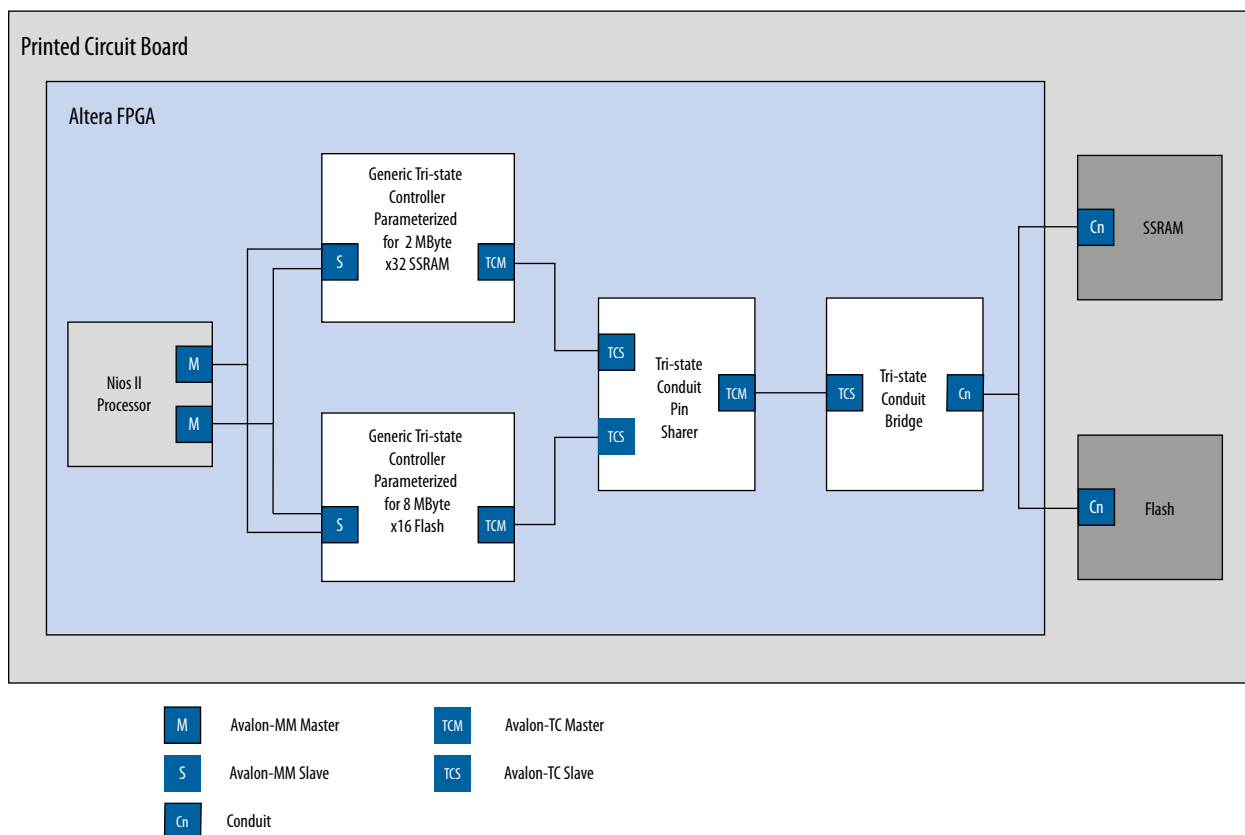 Printed Circuit Board
Altera FPGA
Generic Tri-state
Controller
Parameterized
for 2 MByte
x32 SSRAM
S
TCM
Cn
SSRAM
Nios II
Processor
M
M
TCS
TCS
Tri-state
Conduit
Pin
Sharer
TCM
TCS
Tri-state
Conduit
Bridge
Cn
Generic Tri-state
Controller
Parameterized
for 8 MByte
x16 Flash
S
TCM
Cn
Flash
M Avalon-MM Master
TCM Avalon-TC Master
S Avalon-MM Slave
TCS Avalon-TC Slave
Cn Conduit